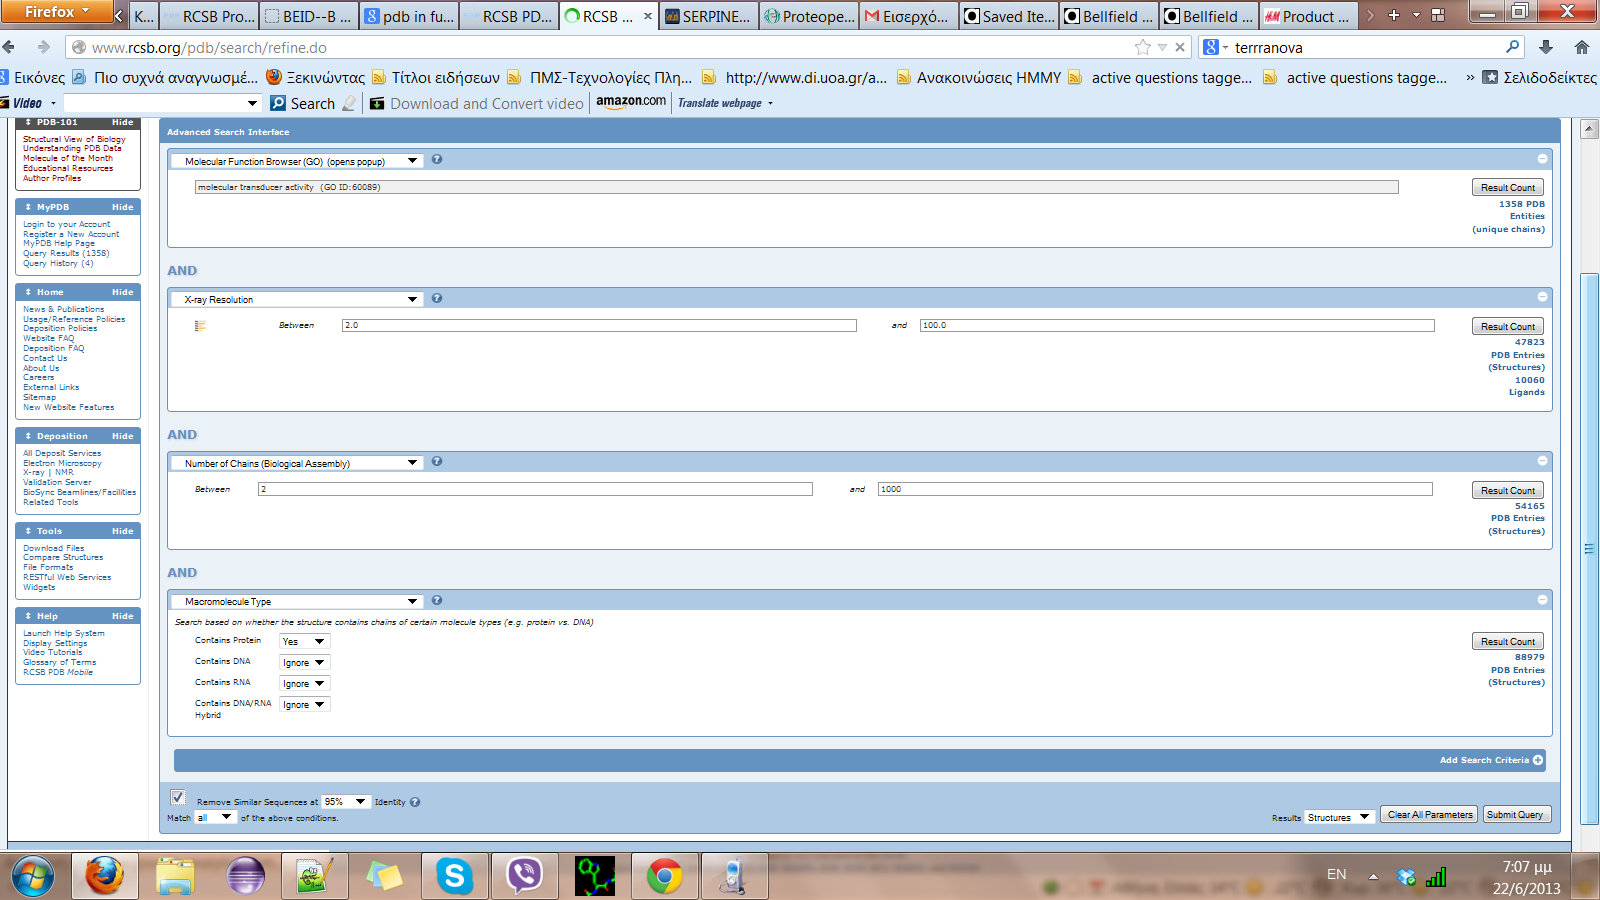 Firefox
K...
RCSB Pro...
BEID--B ...
pdb in fu...
RCSB PD...
RCSB ...
SERPINE...
Proteope...
Εισερχό...
Saved Ite...
Bellfield ...
Bellfield ...
Product ...
www.rcsb.org/pdb/search/refine.do
terrranova
Εικόνες
Πιο συχνά αναγνωσμέ...
Ξεκινώντας
Τίτλοι ειδήσεων
ΠΜΣ-Τεχνολογίες Πλη...
http://www.di.uoa.gr/a...
Ανακοινώσεις ΗΜΜΥ
active questions tagge...
active questions tagge...
»
Σελιδοδείκτες
Video
Search
Download and Convert video
amazon.com
Translate webpage
PDB-101 Hide
Structural View of Biology
Understanding PDB Data
Molecule of the Month
Educational Resources
Author Profiles
MyPDB Hide
Login to your Account
Register a New Account
MyPDB Help Page
Query Results (1358)
Query History (4)
Home Hide
News & Publications
Usage/Reference Policies
Deposition Policies
Website FAQ
Deposition FAQ
Contact Us
About Us
Careers
External Links
Sitemap
New Website Features
Deposition Hide
All Deposit Services
Electron Microscopy
X-ray | NMR
Validation Server
BioSync Beamlines/Facilities
Related Tools
Tools Hide
Download Files
Compare Structures
File Formats
RESTful Web Services
Widgets
Help Hide
Launch Help System
Display Settings
Video Tutorials
Glossary of Terms
RCSB PDB Mobile
Advanced Search Interface
Molecular Function Browser (GO) (opens popup)
molecular transducer activity (GO ID:60089)
Result Count
1358 PDB
Entities
(unique chains)
AND
X-ray Resolution
Between 2.0 and 100.0
Result Count
47823
PDB Entries
(Structures)
10060
Ligands
AND
Number of Chains (Biological Assembly)
Between 2 and 1000
Result Count
54165
PDB Entries
(Structures)
AND
Macromolecule Type
Search based on whether the structure contains chains of certain molecule types (e.g. protein vs. DNA)
Contains Protein Yes
Contains DNA Ignore
Contains RNA Ignore
Contains DNA/RNA Hybrid Ignore
Result Count
88979
PDB Entries
(Structures)
Add Search Criteria
Remove Similar Sequences at 95% Identity
Match all of the above conditions.
Results Structures
Clear All Parameters
Submit Query
EN
7:07 μμ
22/6/2013